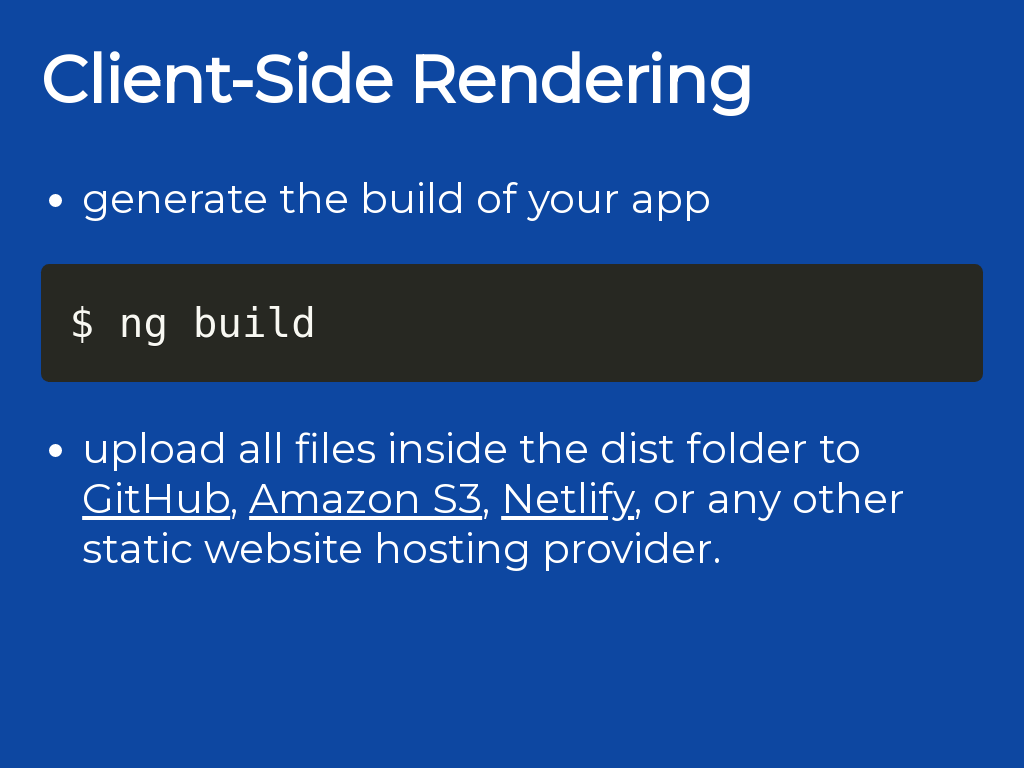 Client-Side Rendering
• generate the build of your app
$ ng build
• upload all files inside the dist folder to
GitHub, Amazon S3, Netlify, or any other
static website hosting provider.